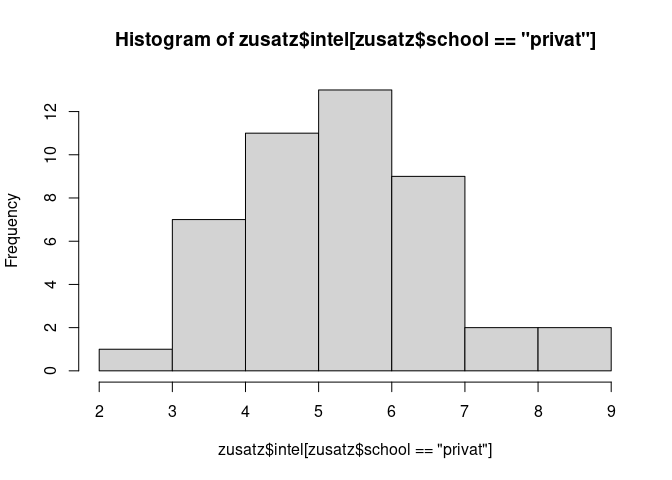 Histogram of zusatz$intel[zusatz$school == "privat"]
Frequency
12
10
8
6
4
2
0
2 3 4 5 6 7 8 9
zusatz$intel[zusatz$school == "privat"]